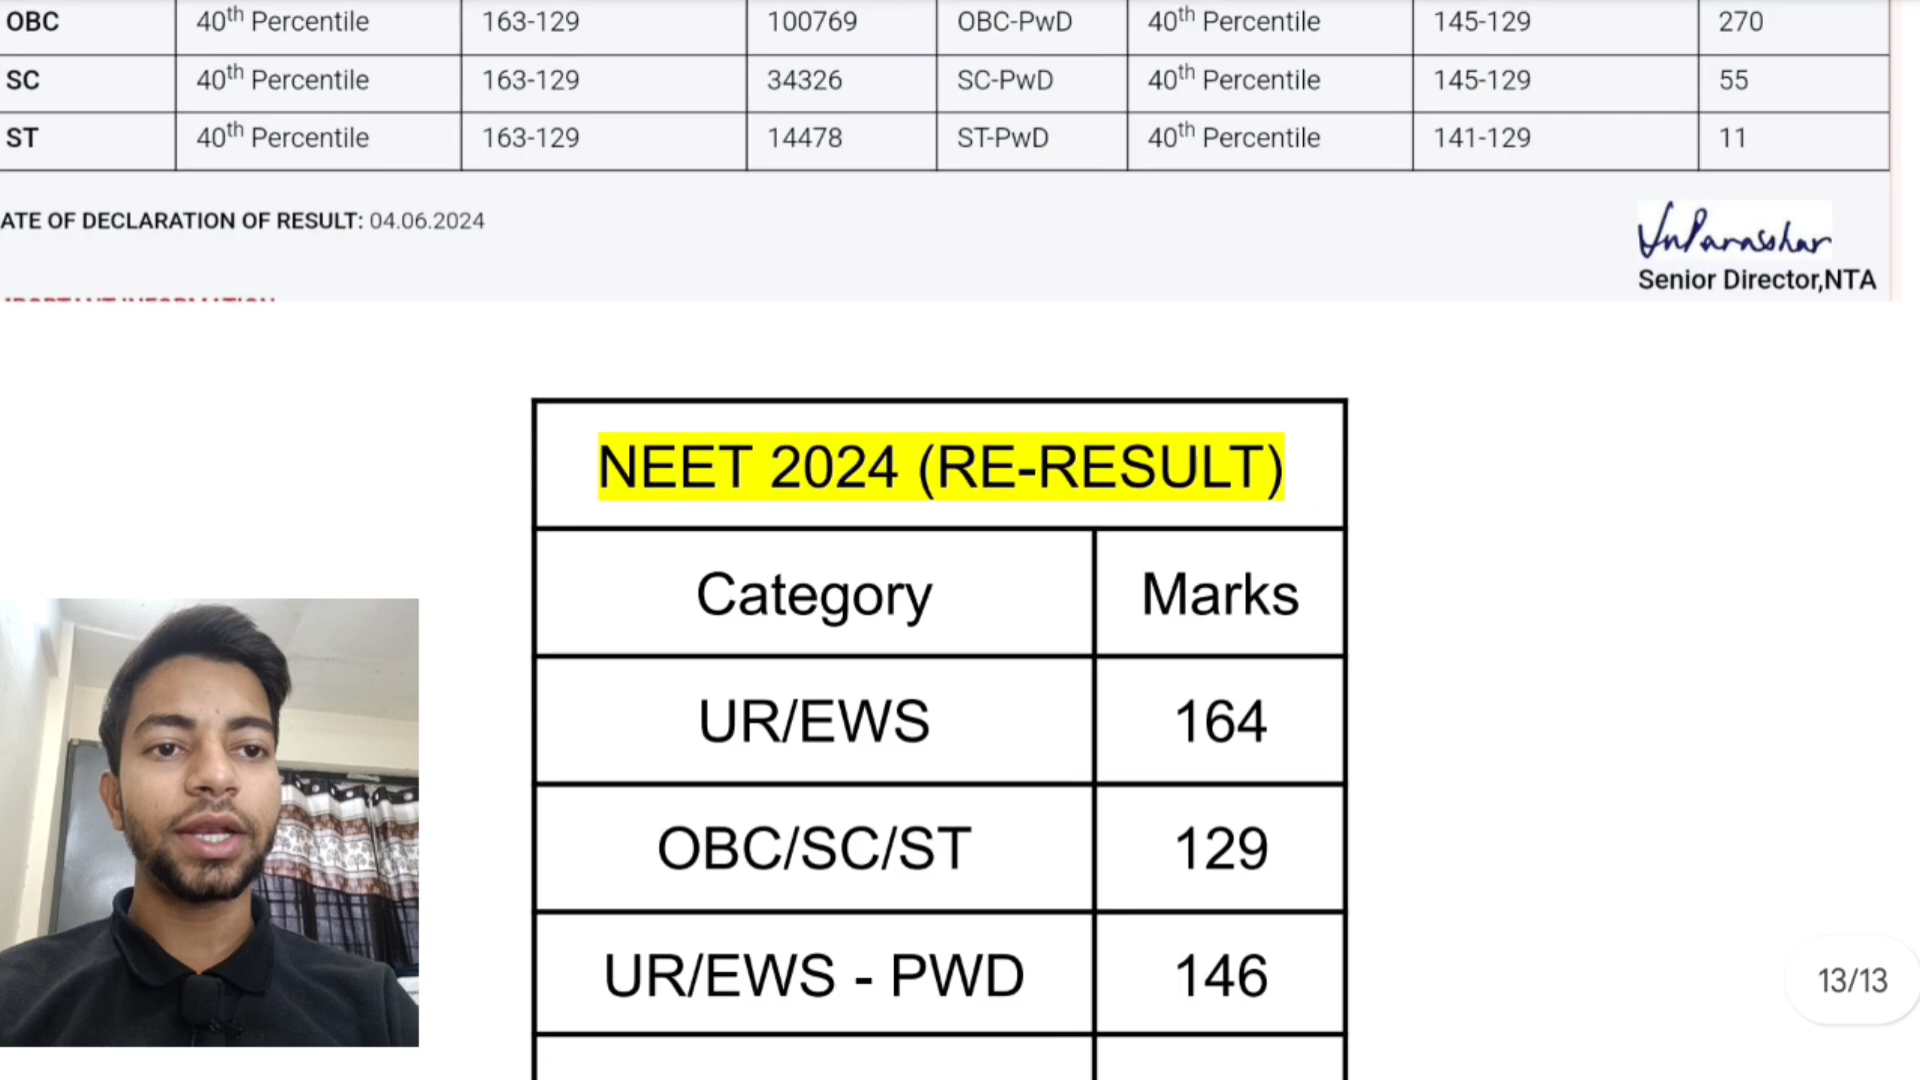 OBC 40th Percentile 163-129 100769 OBC-PwD 40th Percentile 145-129 270
SC 40th Percentile 163-129 34326 SC-PwD 40th Percentile 145-129 55
ST 40th Percentile 163-129 14478 ST-PwD 40th Percentile 141-129 11
ATE OF DECLARATION OF RESULT: 04.06.2024
Senior Director,NTA
NEET 2024 (RE-RESULT)
Category Marks
UR/EWS 164
OBC/SC/ST 129
UR/EWS - PWD 146
13/13